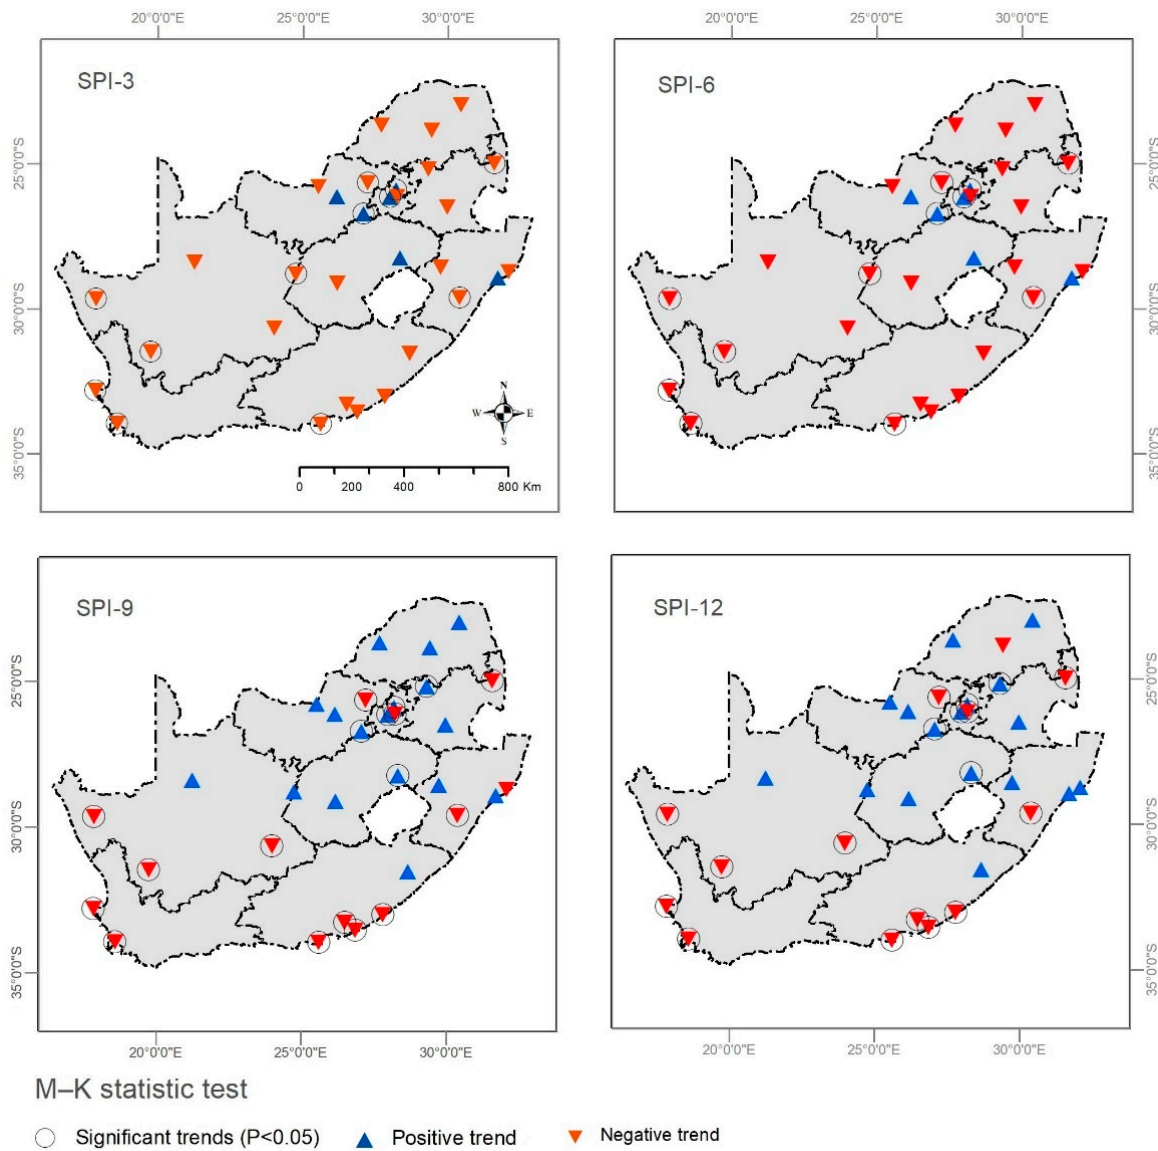 20°0'0"E 25°0'0"E 30°0'0"E 20°0'0"E 25°0'0"E 30°0'0"E
SPI-3
SPI-6
25°0'0"S
30°0'0"S
35°0'0"S
25°0'0"S
30°0'0"S
35°0'0"S
N
W E
S
0 200 400 800 Km
SPI-9
SPI-12
25°0'0"S
30°0'0"S
35°0'0"S
25°0'0"S
30°0'0"S
35°0'0"S
20°0'0"E 25°0'0"E 30°0'0"E 20°0'0"E 25°0'0"E 30°0'0"E
M–K statistic test
Significant trends (P<0.05) Positive trend Negative trend